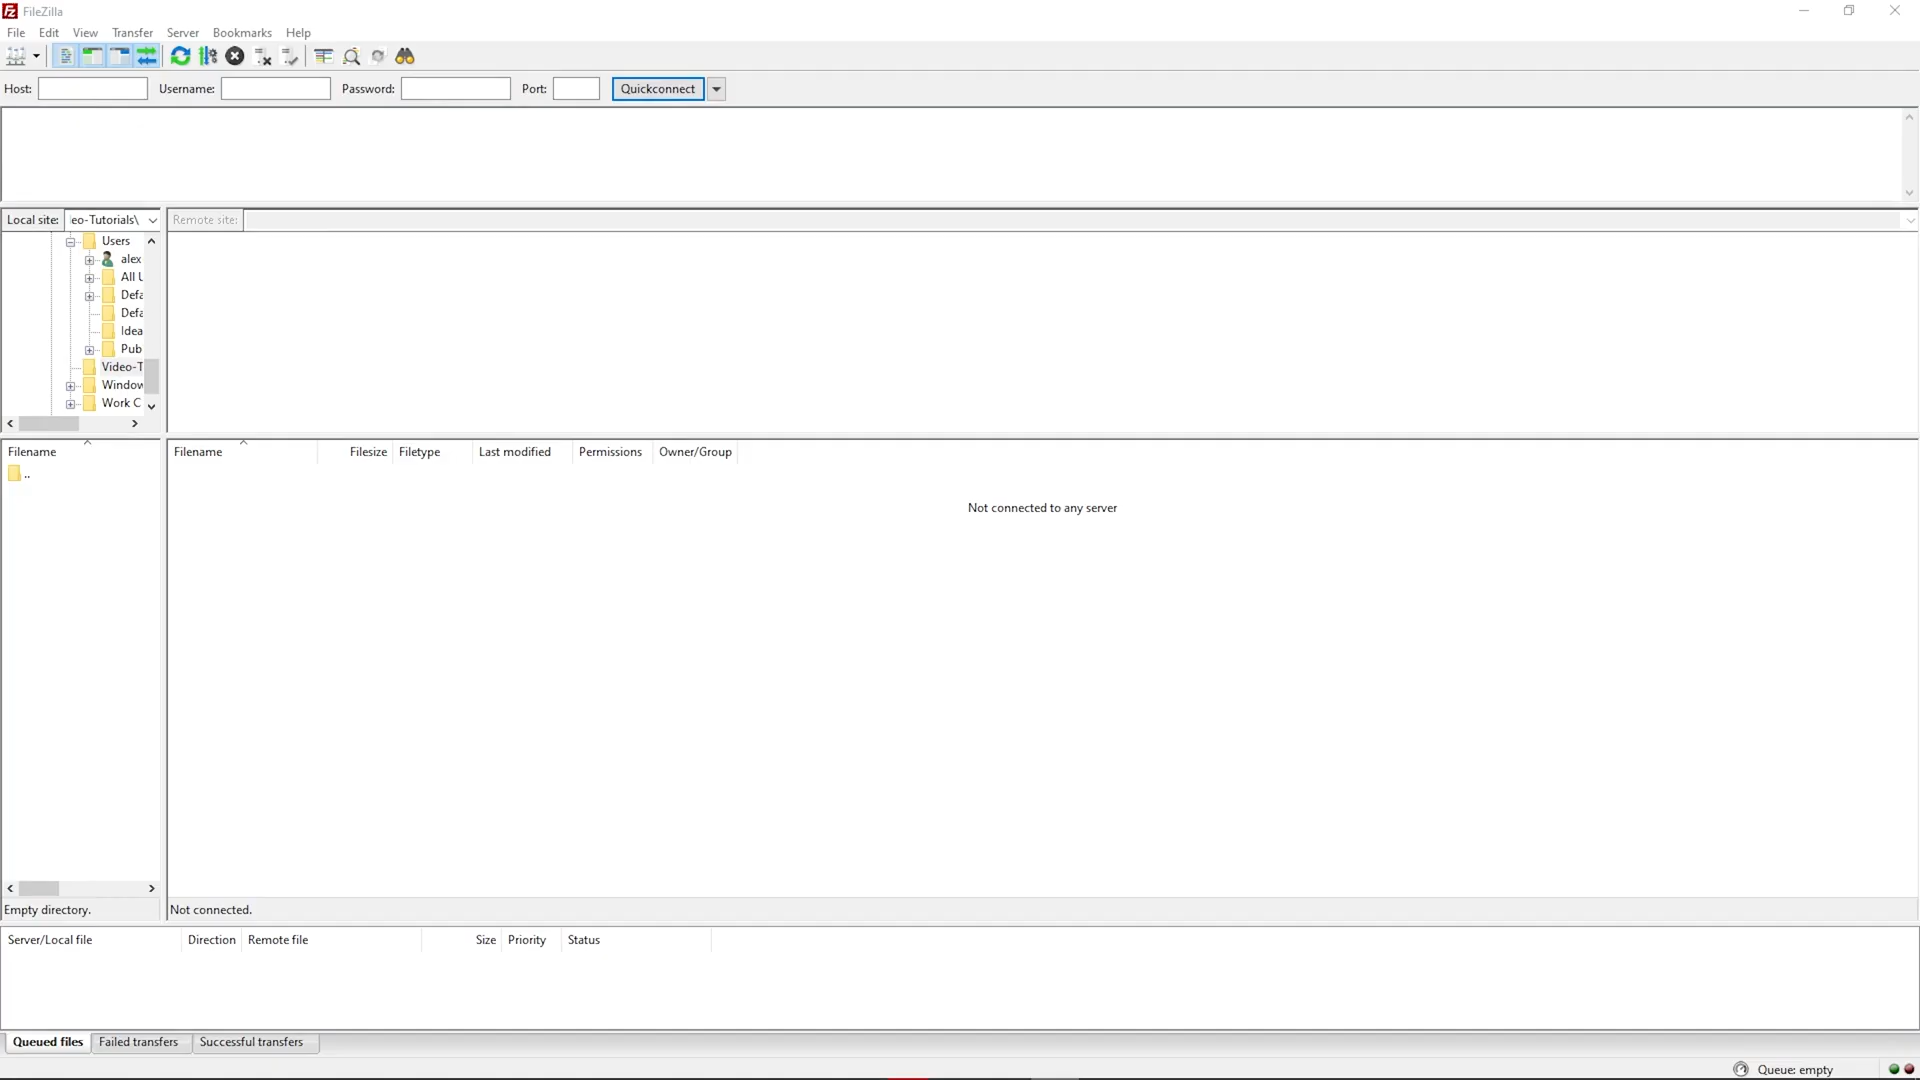 FileZilla
File Edit View Transfer Server Bookmarks Help
Host: Username: Password: Port: Quickconnect
Local site: eo-Tutorials\ Remote site:
Users
alex
All U
Defa
Defa
Idea
Pub
Video-T
Window
Work C
Filename
..
Empty directory.
Filename Filesize Filetype Last modified Permissions Owner/Group
Not connected to any server
Not connected.
Server/Local file Direction Remote file Size Priority Status
Queued files Failed transfers Successful transfers
Queue: empty